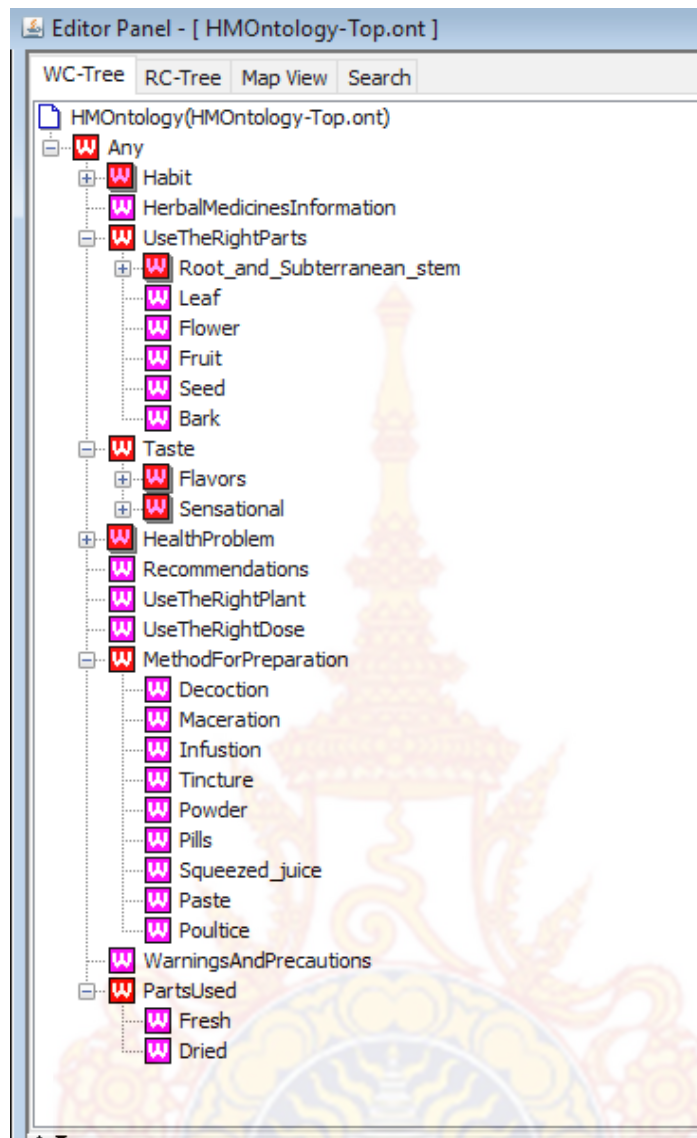 Editor Panel - [ HMOntology-Top.ont ]
WC-Tree RC-Tree Map View Search
HMOntology(HMOntology-Top.ont)
Any
Habit
HerbalMedicinesInformation
UseTheRightParts
Root_and_Subterranean_stem
Leaf
Flower
Fruit
Seed
Bark
Taste
Flavors
Sensational
HealthProblem
Recommendations
UseTheRightPlant
UseTheRightDose
MethodForPreparation
Decoction
Maceration
Infustion
Tincture
Powder
Pills
Squeezed_juice
Paste
Poultice
WarningsAndPrecautions
PartsUsed
Fresh
Dried